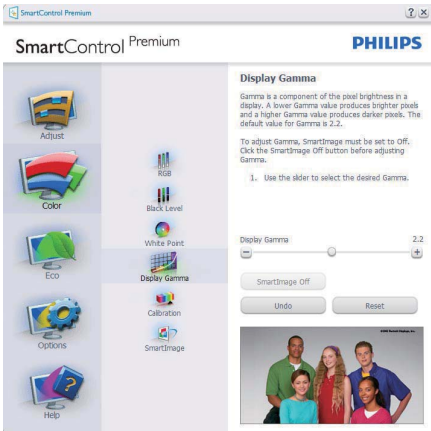 SmartControl Premium
SmartControl Premium
PHILIPS
Adjust
Color
Eco
Options
Help
RGB
Black Level
White Point
Display Gamma
Calibration
SmartImage
Display Gamma
Gamma is a component of the pixel brightness in a
display. A lower Gamma value produces brighter pixels
and a higher Gamma value produces darker pixels. The
default value for Gamma is 2.2.
To adjust Gamma, SmartImage must be set to Off.
Click the SmartImage Off button before adjusting
Gamma.
1. Use the slider to select the desired Gamma.
Display Gamma 2.2
SmartImage Off
Undo Reset